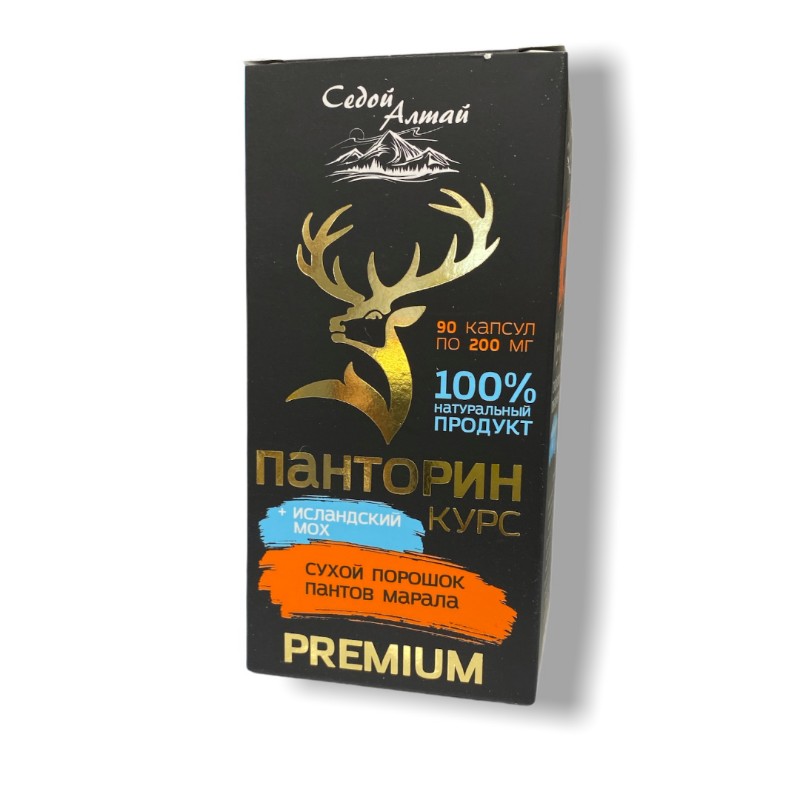 Седой
Алтай
90 капсул
по 200 мг
100%
натуральный
продукт
ПАНТОРИН
КУРС
+ исландский
мох
сухой порошок
пантов марала
PREMIUM